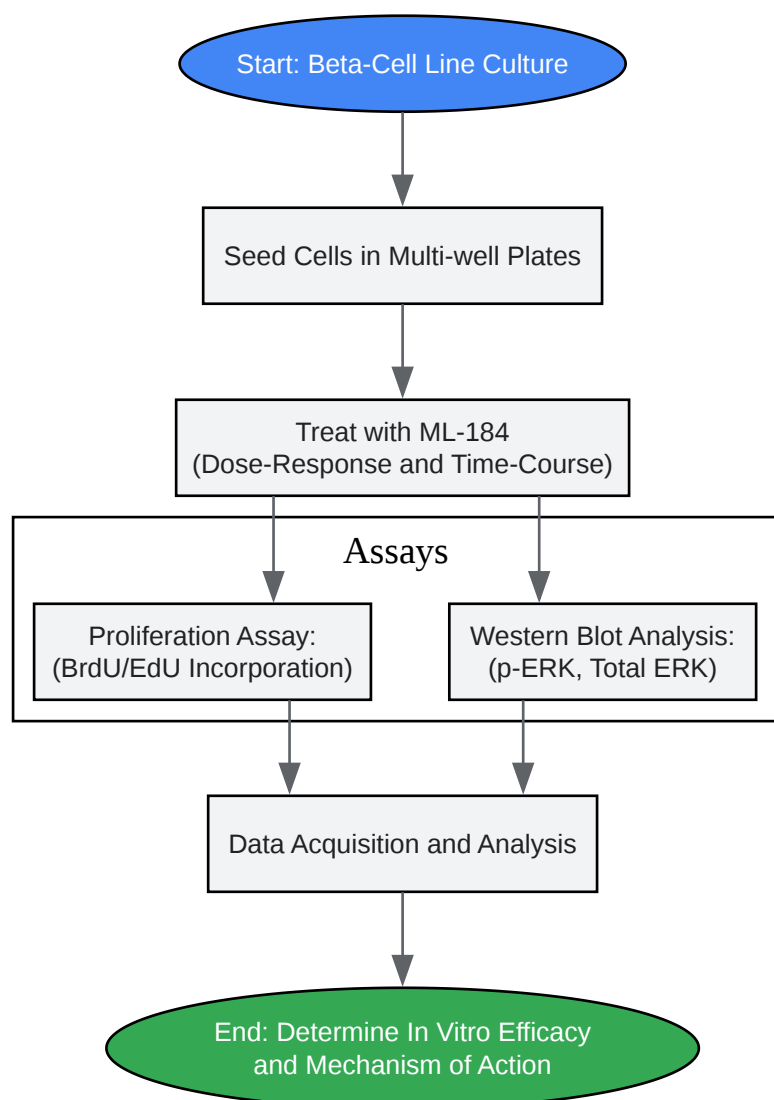 Start: Beta-Cell Line Culture
Seed Cells in Multi-well Plates
Treat with ML-184
(Dose-Response and Time-Course)
Assays
Proliferation Assay:
(BrdU/EdU Incorporation)
Western Blot Analysis:
(p-ERK, Total ERK)
Data Acquisition and Analysis
End: Determine In Vitro Efficacy
and Mechanism of Action